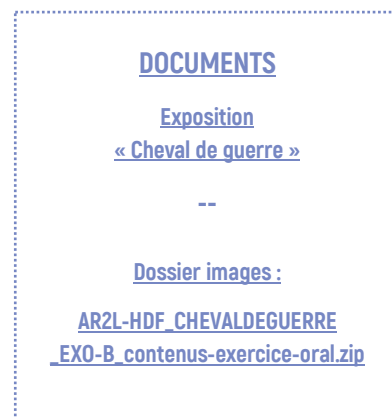 DOCUMENTS
Exposition
« Cheval de guerre »
--
Dossier images :
AR2L-HDF_CHEVALDEGUERRE
_EXO-B_contenus-exercice-oral.zip